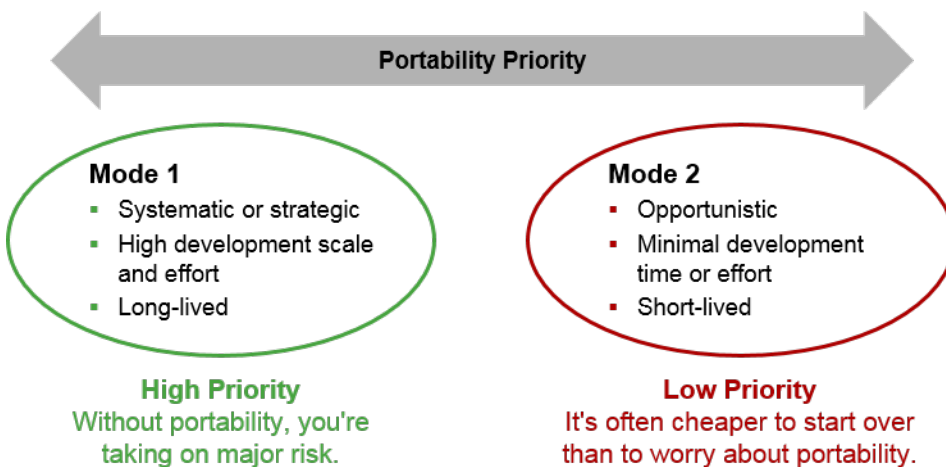 Portability Priority
Mode 1
▪ Systematic or strategic
▪ High development scale
and effort
▪ Long-lived
High Priority
Without portability, you're
taking on major risk.
Mode 2
▪ Opportunistic
▪ Minimal development
time or effort
▪ Short-lived
Low Priority
It's often cheaper to start over
than to worry about portability.